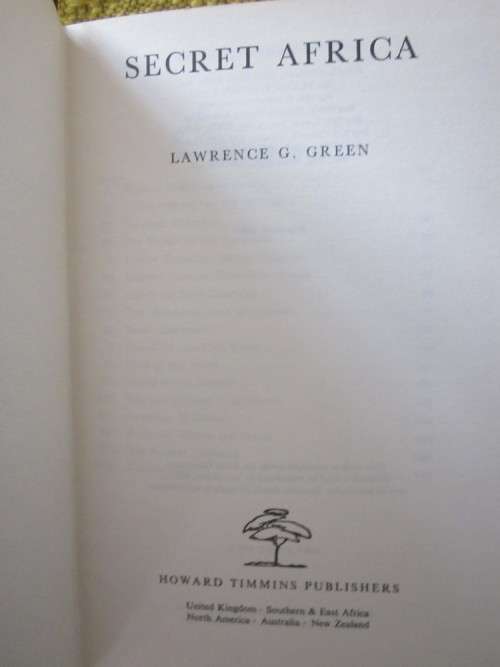 SECRET AFRICA
LAWRENCE G. GREEN
HOWARD TIMMINS PUBLISHERS
United Kingdom · Southern & East Africa
North America · Australia · New Zealand